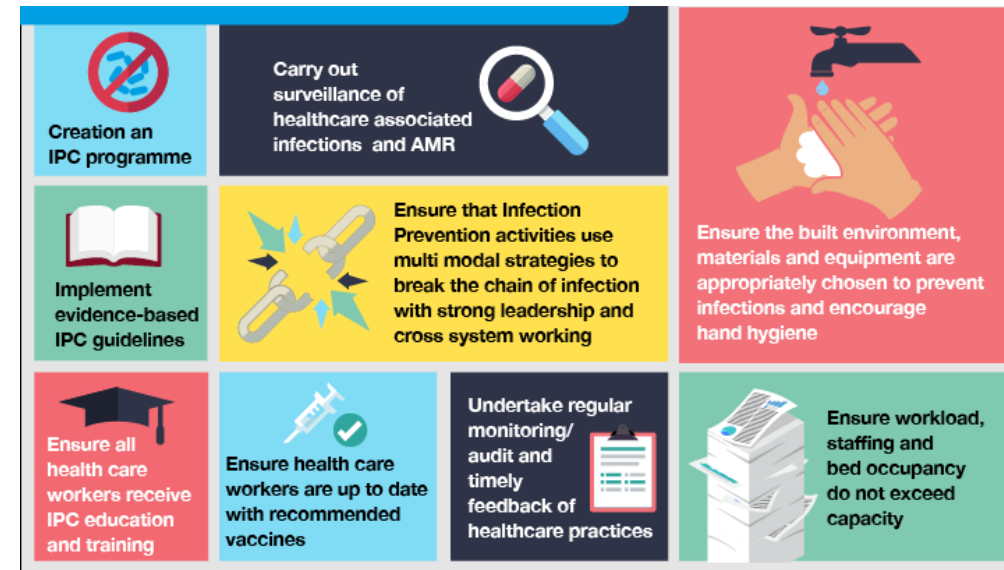 Creation an
IPC programme
Carry out
surveillance of
healthcare associated
infections and AMR
Ensure the built environment,
materials and equipment are
appropriately chosen to prevent
infections and encourage
hand hygiene
Implement
evidence-based
IPC guidelines
Ensure that Infection
Prevention activities use
multi modal strategies to
break the chain of infection
with strong leadership and
cross system working
Ensure all
health care
workers receive
IPC education
and training
Ensure health care
workers are up to date
with recommended
vaccines
Undertake regular
monitoring/
audit and
timely
feedback of
healthcare practices
Ensure workload,
staffing and
bed occupancy
do not exceed
capacity